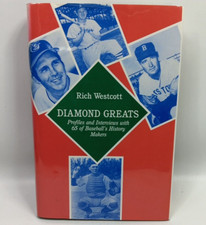 Rich Westcott
DIAMOND GREATS
Profiles and Interviews with
65 of Baseball's History
Makers